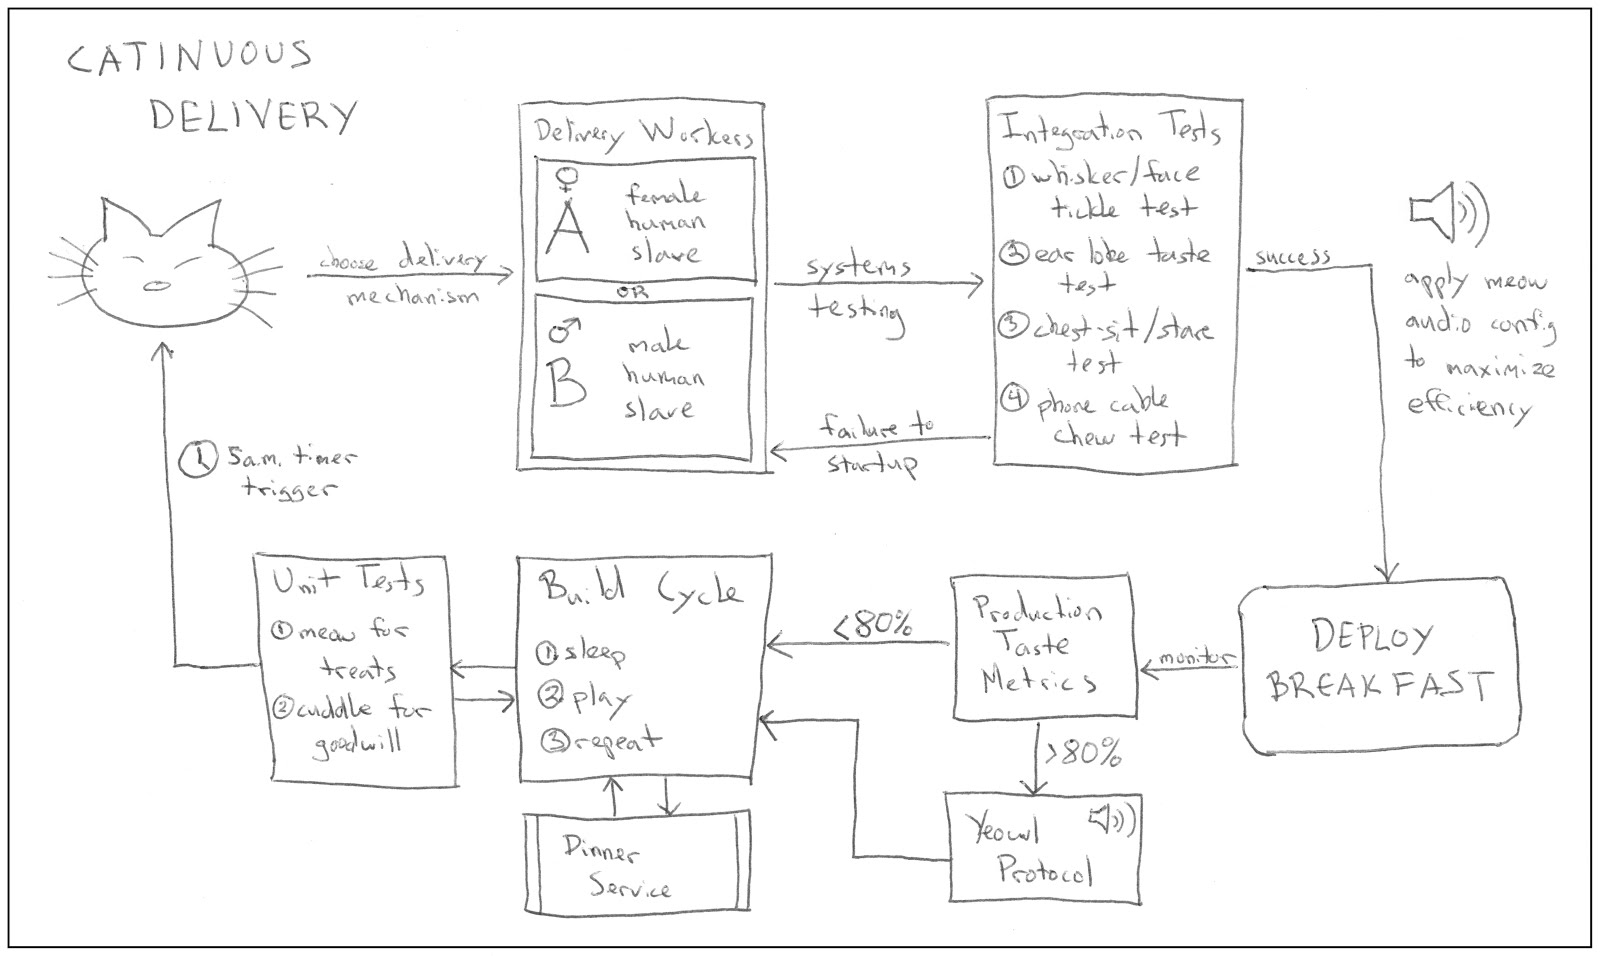 CATINUOUS
DELIVERY
choose delivery
mechanism
Delivery Workers
♀
A
female
human
slave
OR
♂
B
male
human
slave
systems
testing
failure to
startup
Integration Tests
① whisker/face
tickle test
② ear lobe taste
test
③ chest-sit/stare
test
④ phone cable
chew test
success
apply meow
audio config
to maximize
efficiency
DEPLOY
BREAKFAST
monitor
Production
Taste
Metrics
<80%
>80%
Yeowl
Protocol
Build Cycle
① sleep
② play
③ repeat
Dinner
Service
Unit Tests
① meow for
treats
② cuddle for
goodwill
5a.m. timer
trigger